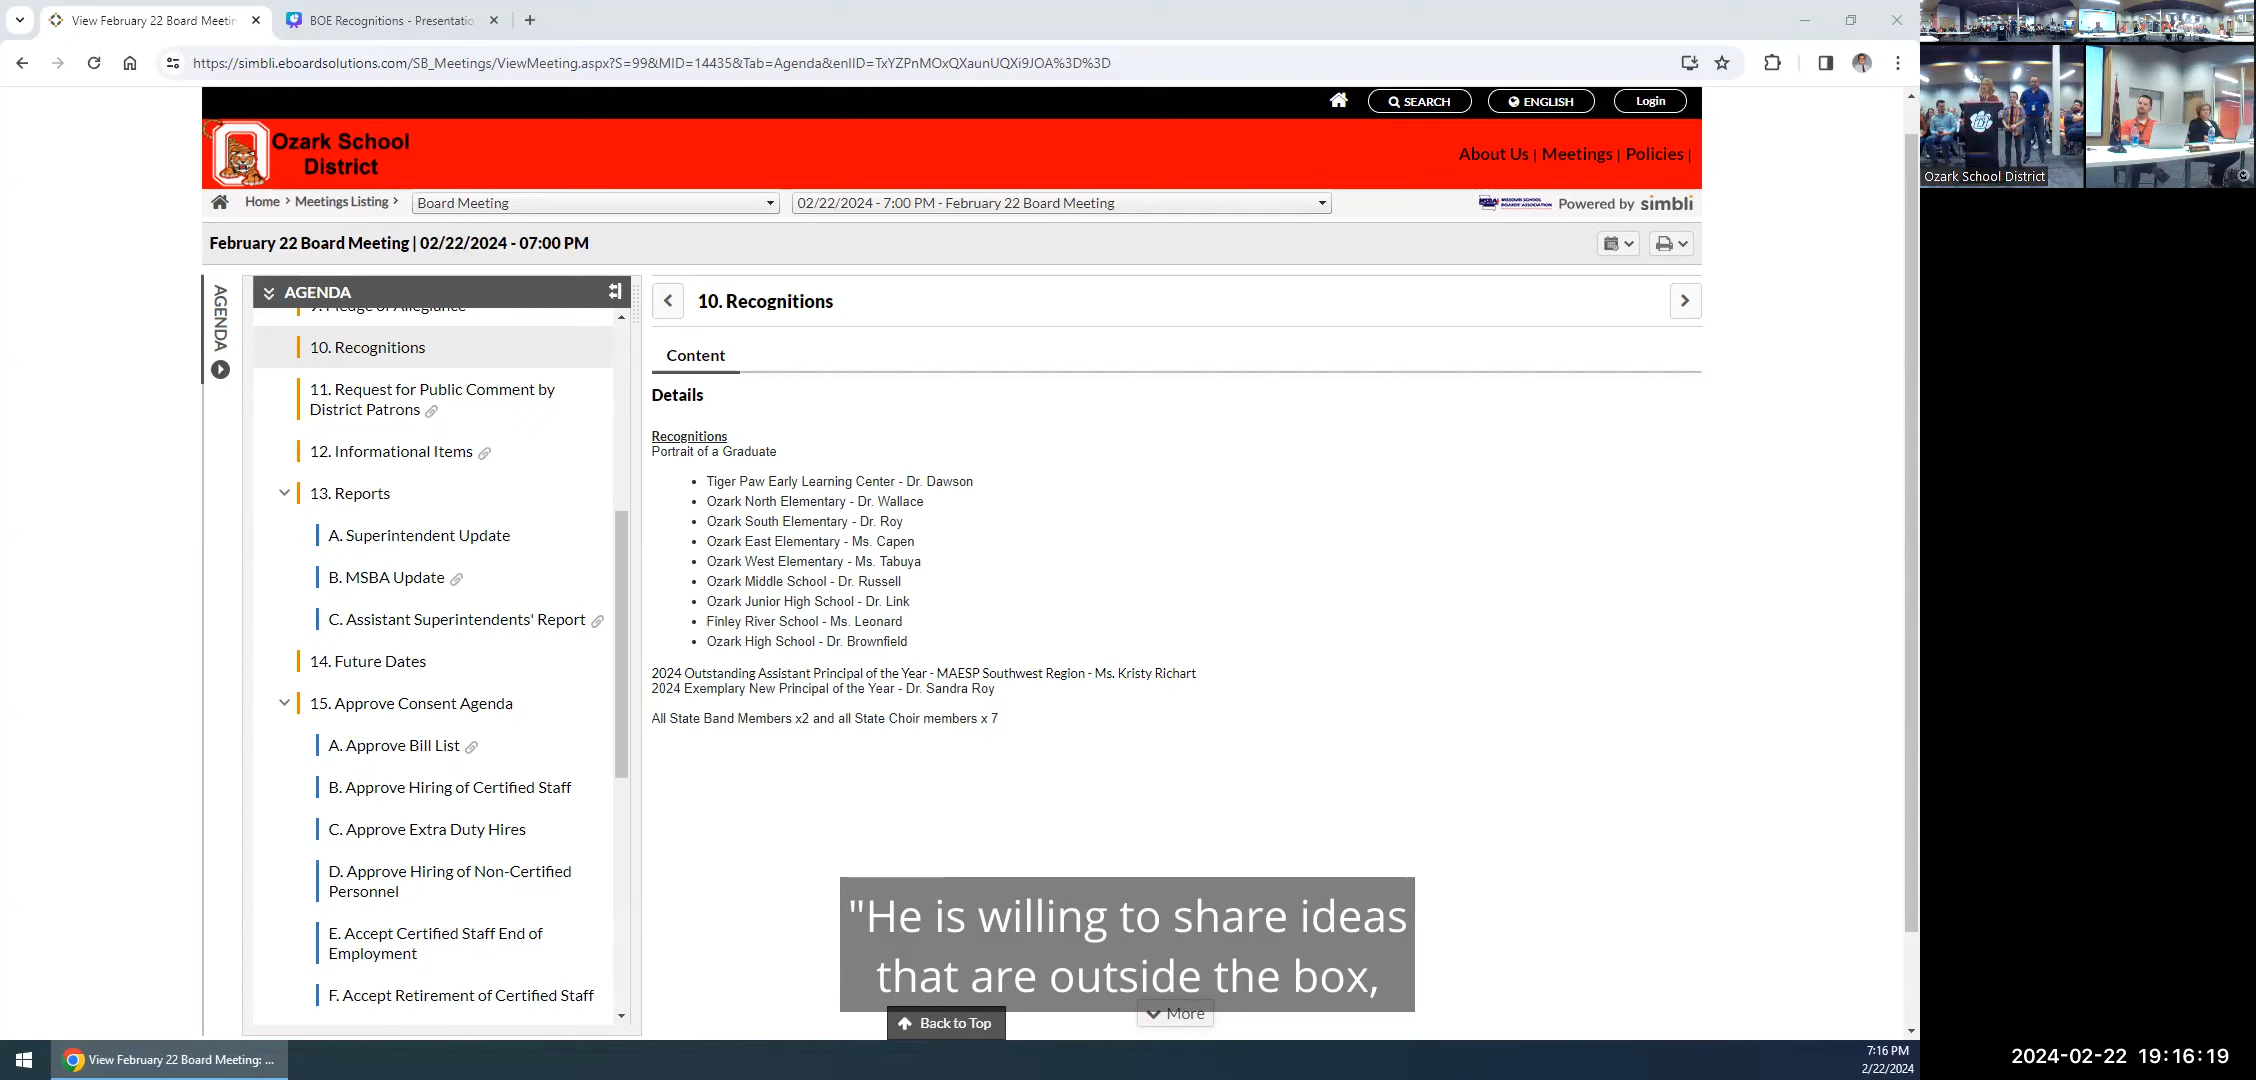 View February 22 Board Meetin
BOE Recognitions - Presentatio
https://simbli.eboardsolutions.com/SB_Meetings/ViewMeeting.aspx?S=99&MID=14435&Tab=Agenda&enIID=TxYZPnMOxQXaunUQXi9JOA%3D%3D
SEARCH
ENGLISH
Login
Ozark School
District
About Us | Meetings | Policies |
Home > Meetings Listing >
Board Meeting
02/22/2024 - 7:00 PM - February 22 Board Meeting
Powered by simbli
February 22 Board Meeting | 02/22/2024 - 07:00 PM
AGENDA
AGENDA
9. Pledge of Allegiance
10. Recognitions
11. Request for Public Comment by
District Patrons
12. Informational Items
13. Reports
A. Superintendent Update
B. MSBA Update
C. Assistant Superintendents' Report
14. Future Dates
15. Approve Consent Agenda
A. Approve Bill List
B. Approve Hiring of Certified Staff
C. Approve Extra Duty Hires
D. Approve Hiring of Non-Certified
Personnel
E. Accept Certified Staff End of
Employment
F. Accept Retirement of Certified Staff
10. Recognitions
Content
Details
Recognitions
Portrait of a Graduate
• Tiger Paw Early Learning Center - Dr. Dawson
• Ozark North Elementary - Dr. Wallace
• Ozark South Elementary - Dr. Roy
• Ozark East Elementary - Ms. Capen
• Ozark West Elementary - Ms. Tabuya
• Ozark Middle School - Dr. Russell
• Ozark Junior High School - Dr. Link
• Finley River School - Ms. Leonard
• Ozark High School - Dr. Brownfield
2024 Outstanding Assistant Principal of the Year - MAESP Southwest Region - Ms. Kristy Richart
2024 Exemplary New Principal of the Year - Dr. Sandra Roy
All State Band Members x2 and all State Choir members x 7
"He is willing to share ideas
that are outside the box,
Back to Top
More
View February 22 Board Meeting: ...
7:16 PM
2/22/2024
Ozark School District
2024-02-22 19:16:19